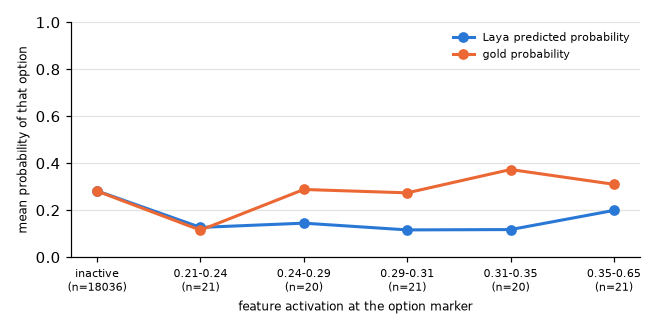 1.0
0.8
0.6
0.4
0.2
0.0
mean probability of that option
Laya predicted probability
gold probability
inactive
(n=18036)
0.21-0.24
(n=21)
0.24-0.29
(n=20)
0.29-0.31
(n=21)
0.31-0.35
(n=20)
0.35-0.65
(n=21)
feature activation at the option marker